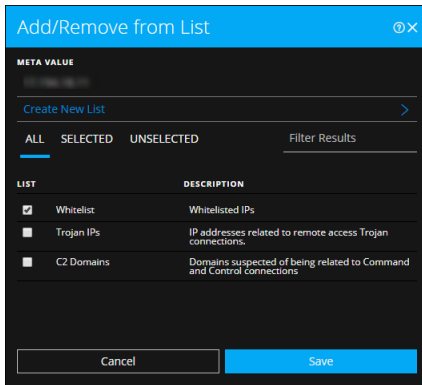 Add/Remove from List
META VALUE
Create New List
ALL SELECTED UNSELECTED Filter Results
LIST DESCRIPTION
Whitelist Whitelisted IPs
Trojan IPs IP addresses related to remote access Trojan
connections.
C2 Domains Domains suspected of being related to Command
and Control connections
Cancel Save